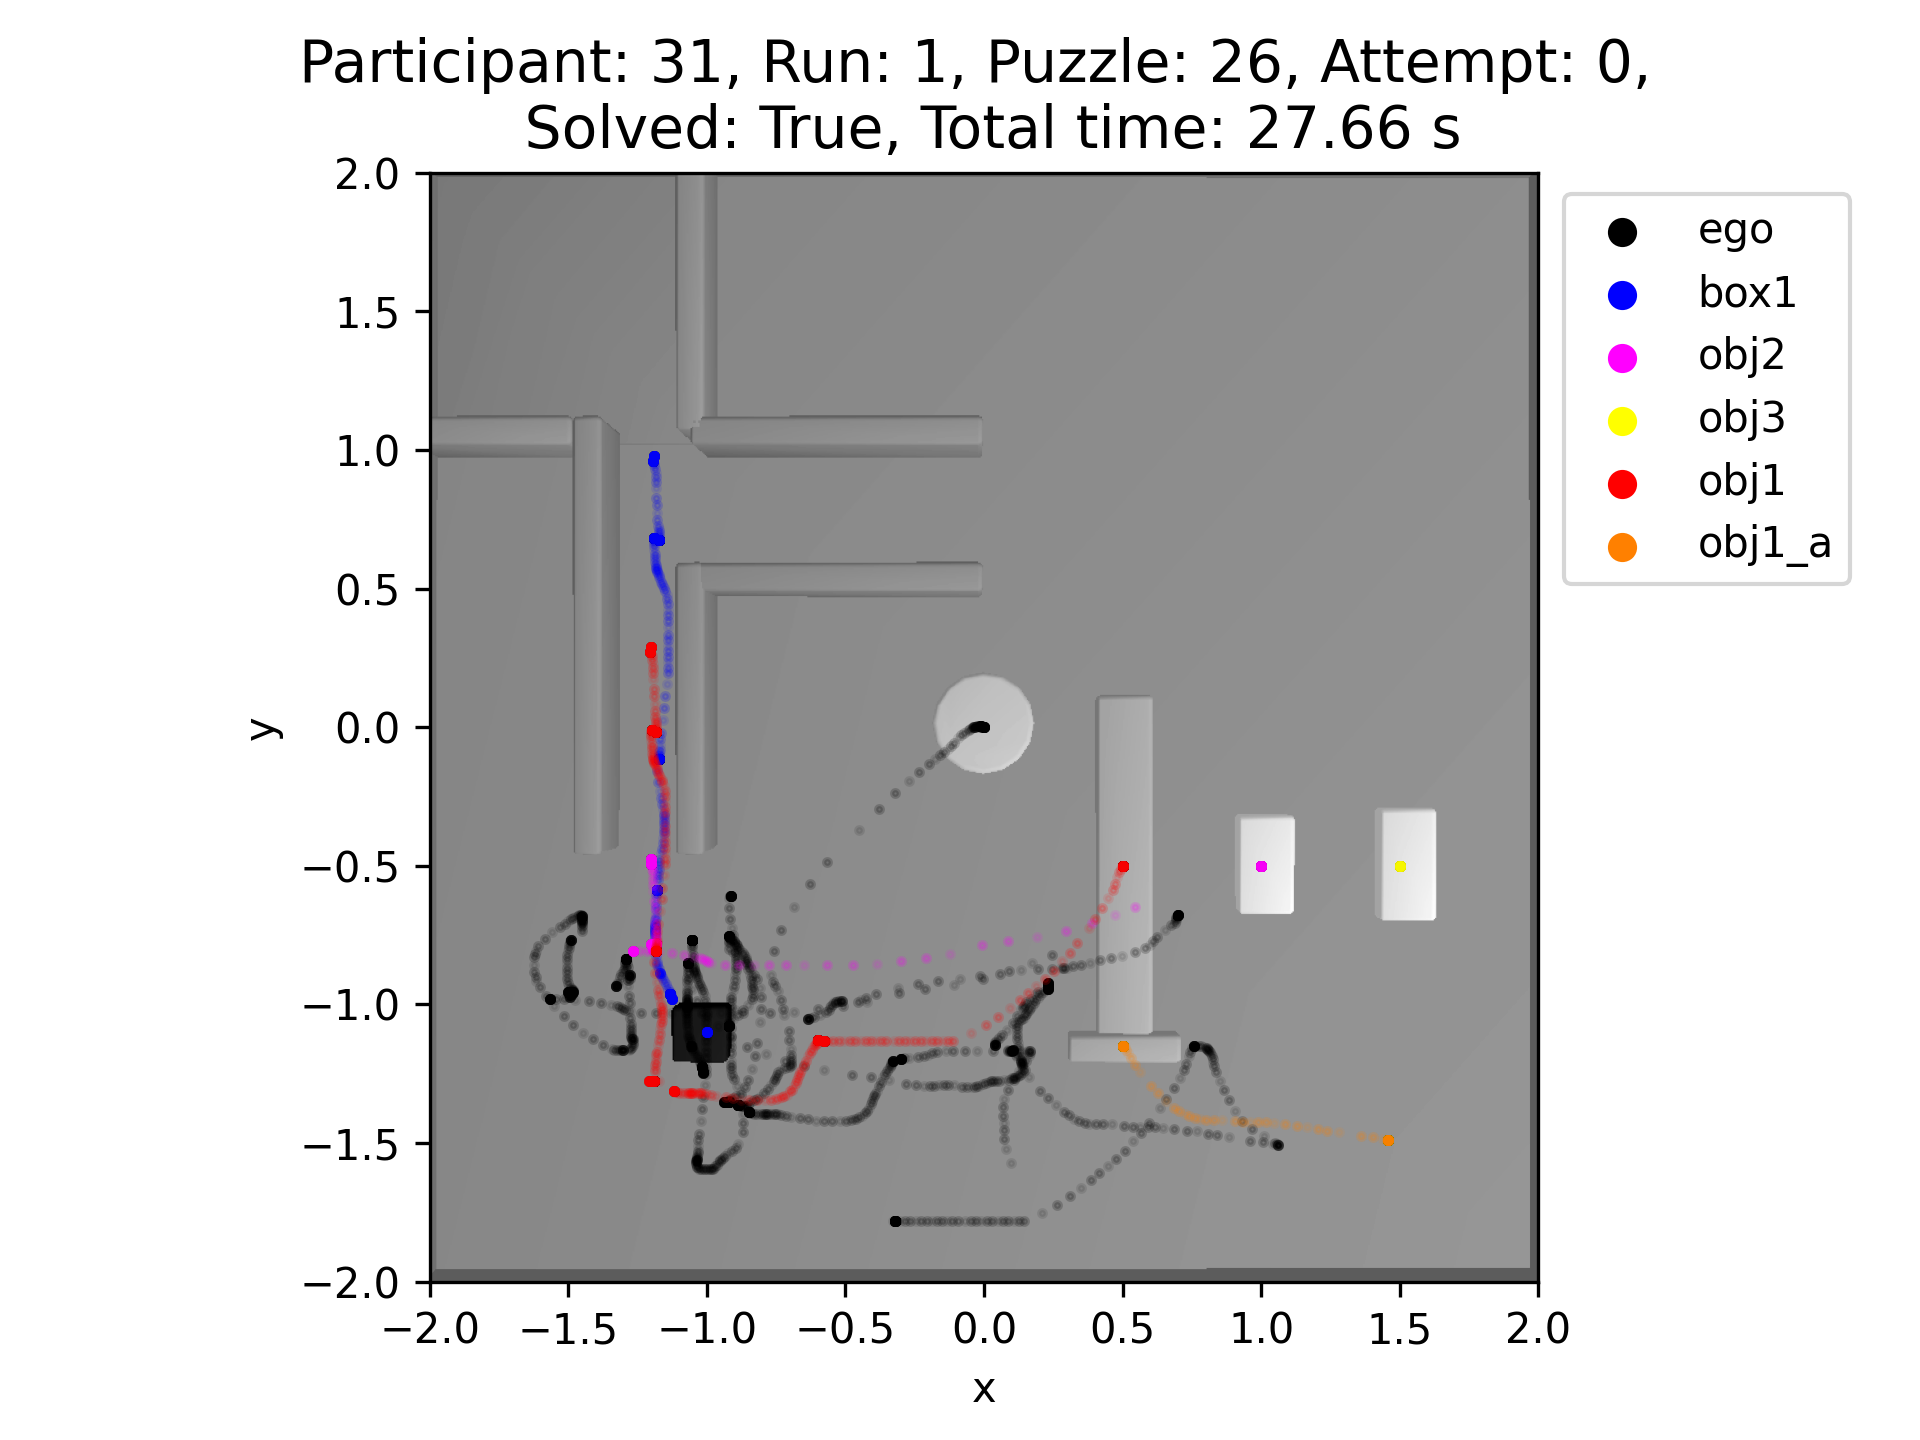 Participant: 31, Run: 1, Puzzle: 26, Attempt: 0,
Solved: True, Total time: 27.66 s
2.0
1.5
1.0
0.5
0.0
−0.5
−1.0
−1.5
−2.0
y
−2.0 −1.5 −1.0 −0.5 0.0 0.5 1.0 1.5 2.0
x
ego
box1
obj2
obj3
obj1
obj1_a